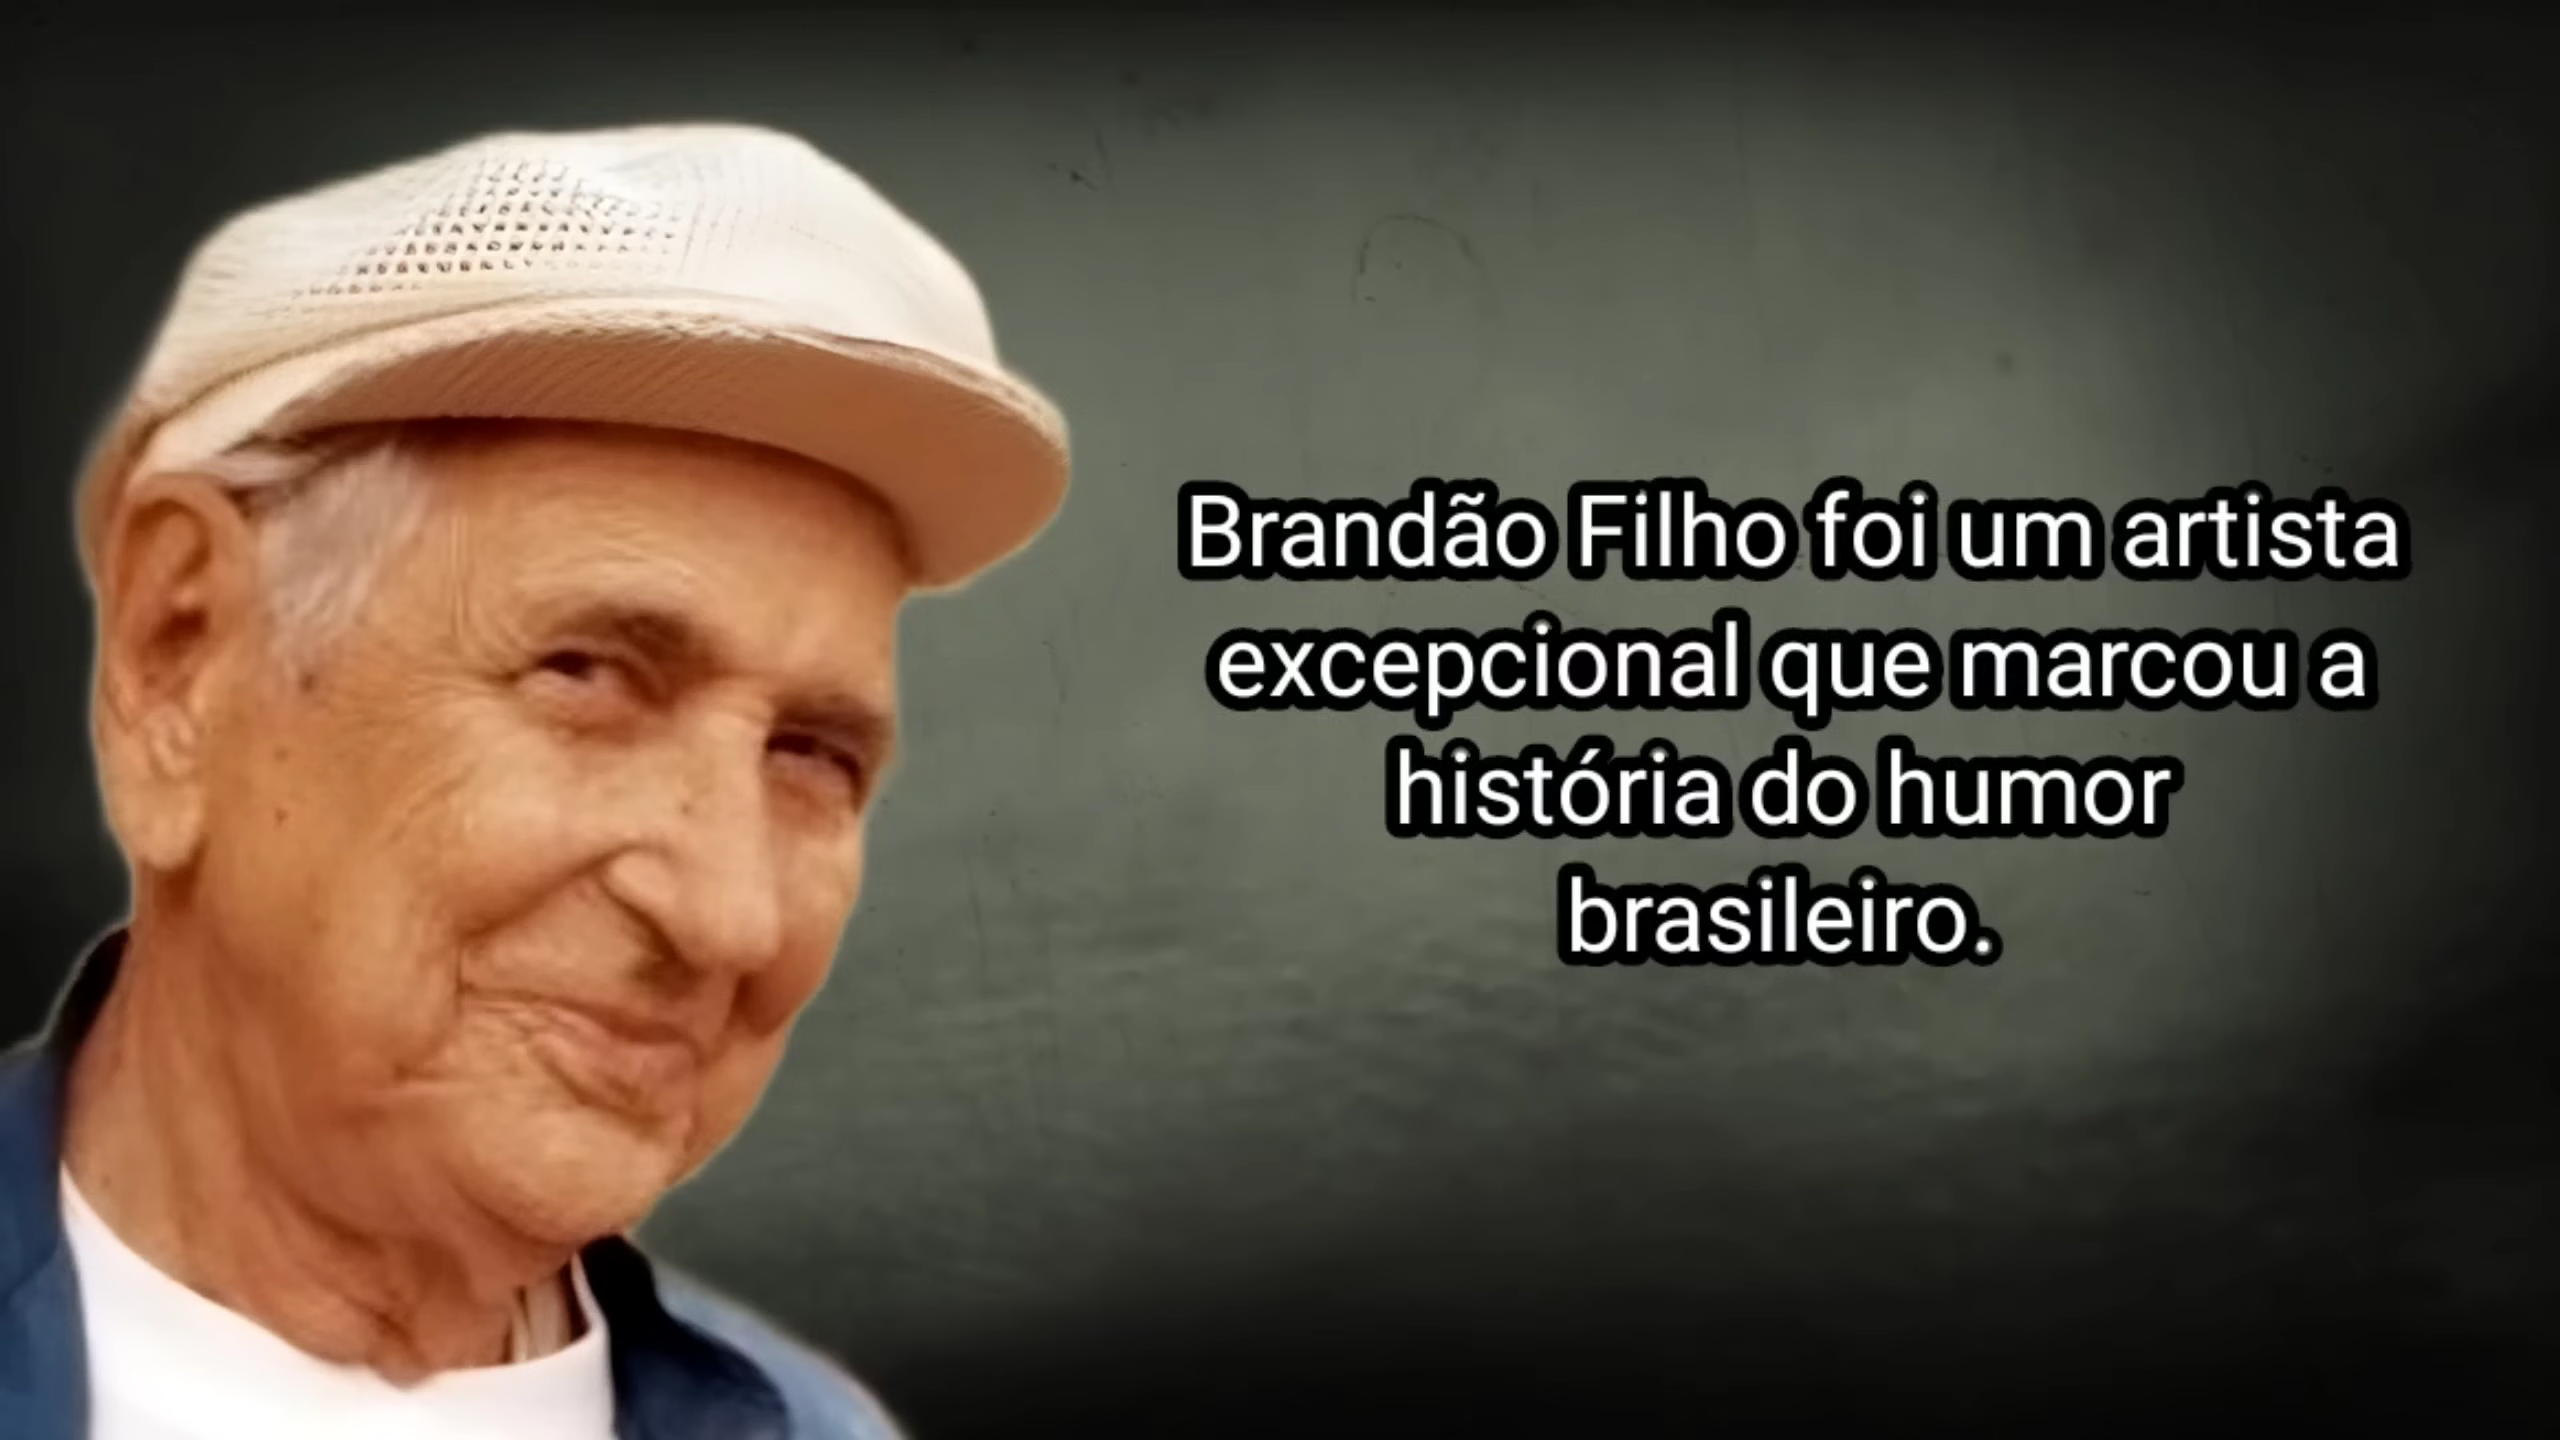 Brandão Filho foi um artista
excepcional que marcou a
história do humor
brasileiro.